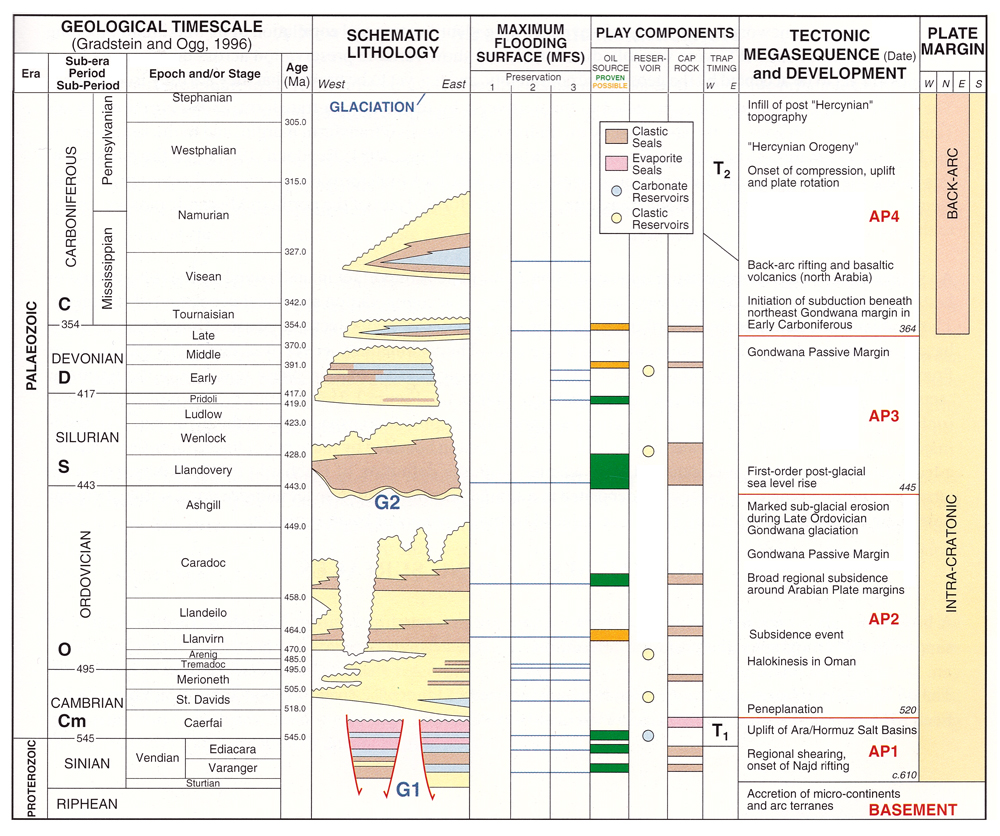 GEOLOGICAL TIMESCALE
(Gradstein and Ogg, 1996)
Era
Sub-era
Period
Sub-Period
Epoch and/or Stage
Age
(Ma)
SCHEMATIC
LITHOLOGY
West
East
MAXIMUM
FLOODING
SURFACE (MFS)
Preservation
1
2
3
PLAY COMPONENTS
OIL
SOURCE
PROVEN
POSSIBLE
RESER-
VOIR
CAP
ROCK
TRAP
TIMING
W E
TECTONIC
MEGASEQUENCE (Date)
and DEVELOPMENT
PLATE
MARGIN
W N E S
PALAEOZOIC
PROTEROZOIC
CARBONIFEROUS
C
Pennsylvanian
Mississippian
354
DEVONIAN
D
417
SILURIAN
S
443
ORDOVICIAN
O
495
CAMBRIAN
Cm
545
SINIAN
Vendian
RIPHEAN
Stephanian
Westphalian
Namurian
Visean
Tournaisian
Late
Middle
Early
Pridoli
Ludlow
Wenlock
Llandovery
Ashgill
Caradoc
Llandeilo
Llanvirn
Arenig
Tremadoc
Merioneth
St. Davids
Caerfai
Ediacara
Varanger
Sturtian
305.0
315.0
327.0
342.0
354.0
370.0
391.0
417.0
419.0
423.0
428.0
443.0
449.0
458.0
464.0
470.0
485.0
495.0
505.0
518.0
545.0
GLACIATION
G2
G1
Clastic
Seals
Evaporite
Seals
Carbonate
Reservoirs
Clastic
Reservoirs
T2
T1
Infill of post "Hercynian"
topography
"Hercynian Orogeny"
Onset of compression, uplift
and plate rotation
AP4
Back-arc rifting and basaltic
volcanics (north Arabia)
Initiation of subduction beneath
northeast Gondwana margin in
Early Carboniferous
364
Gondwana Passive Margin
AP3
First-order post-glacial
sea level rise
445
Marked sub-glacial erosion
during Late Ordovician
Gondwana glaciation
Gondwana Passive Margin
Broad regional subsidence
around Arabian Plate margins
AP2
Subsidence event
Halokinesis in Oman
Peneplanation
520
Uplift of Ara/Hormuz Salt Basins
AP1
Regional shearing,
onset of Najd rifting
c.610
Accretion of micro-continents
and arc terranes
BASEMENT
BACK-ARC
INTRA-CRATONIC